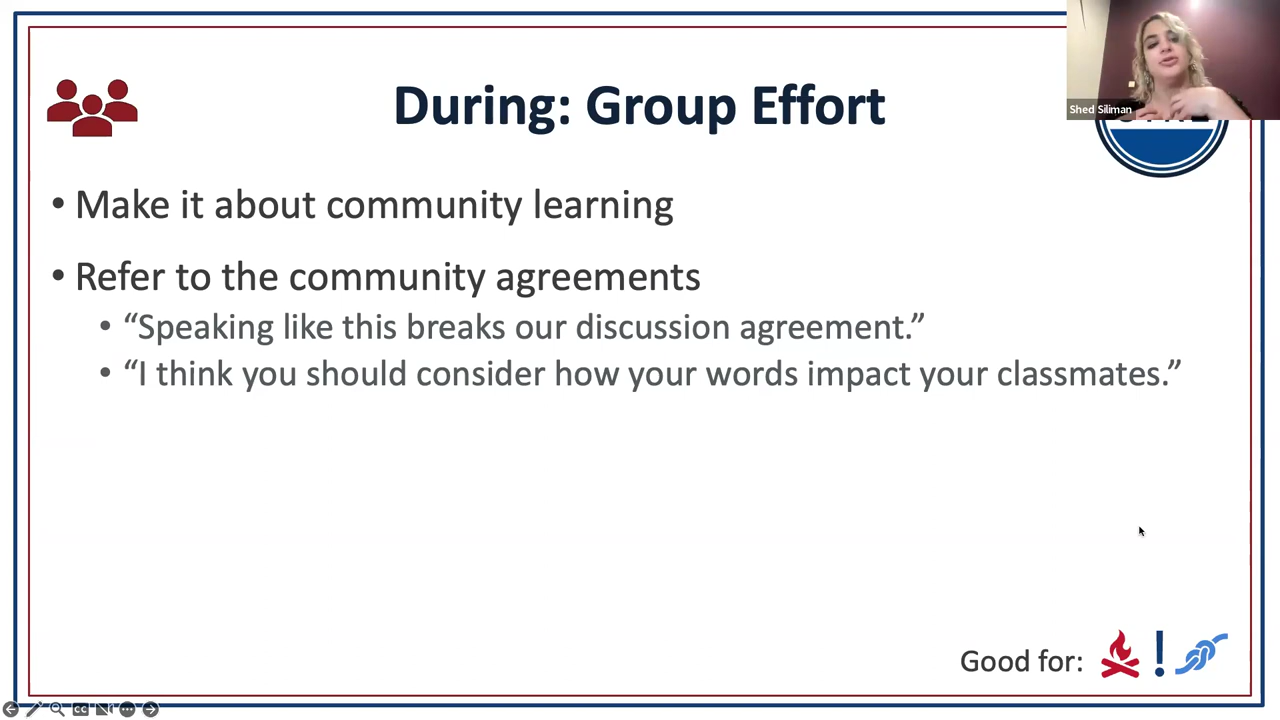 During: Group Effort
Shed Siliman
• Make it about community learning
• Refer to the community agreements
• “Speaking like this breaks our discussion agreement.”
• “I think you should consider how your words impact your classmates.”
Good for:
CC